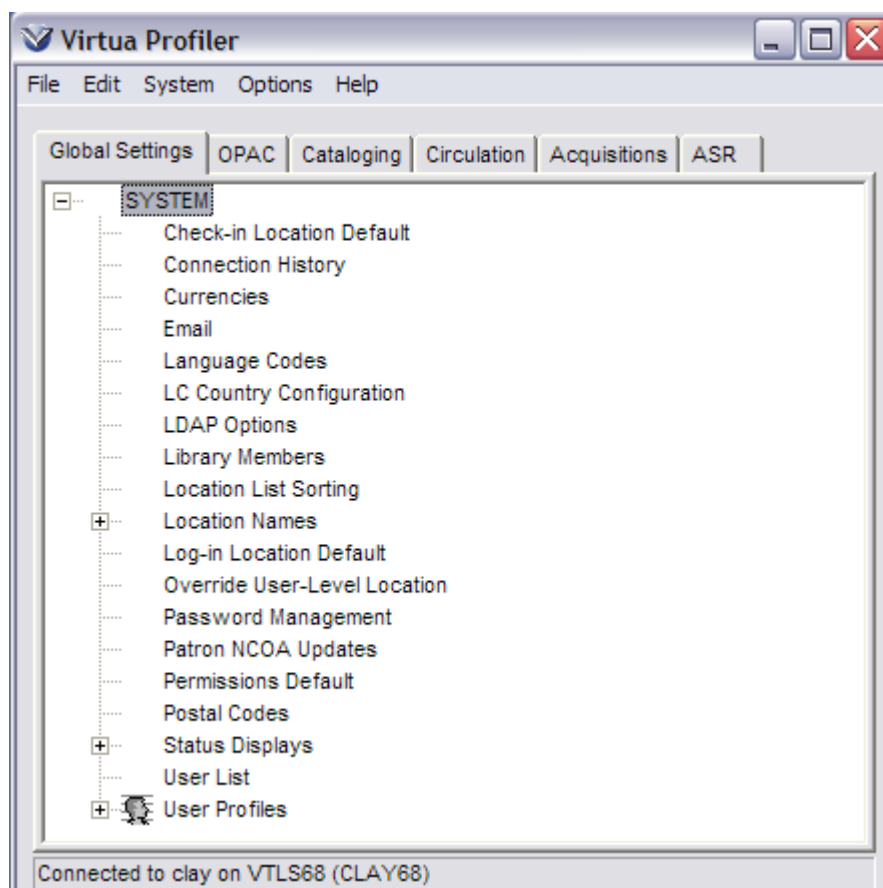 Virtua Profiler
File Edit System Options Help
Global Settings OPAC Cataloging Circulation Acquisitions ASR
SYSTEM
Check-in Location Default
Connection History
Currencies
Email
Language Codes
LC Country Configuration
LDAP Options
Library Members
Location List Sorting
Location Names
Log-in Location Default
Override User-Level Location
Password Management
Patron NCOA Updates
Permissions Default
Postal Codes
Status Displays
User List
User Profiles
Connected to clay on VTLS68 (CLAY68)